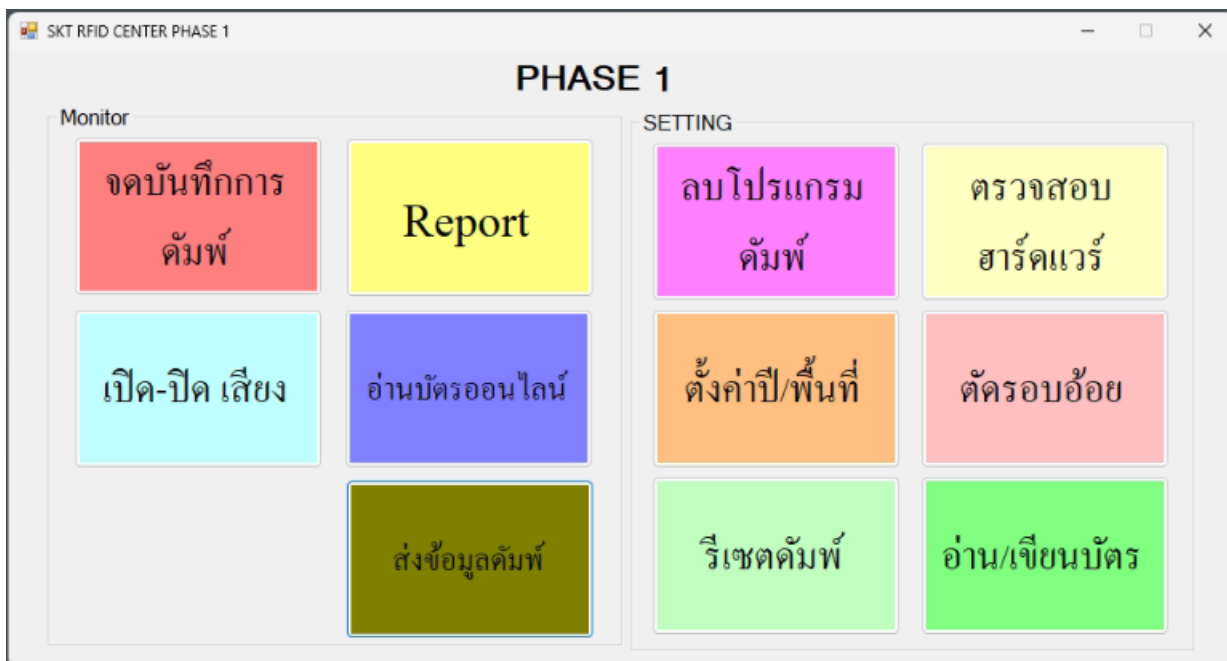 SKT RFID CENTER PHASE 1
PHASE 1
Monitor
จดบันทึกการ
ดัมพ์
Report
เปิด-ปิด เสียง
อ่านบัตรออนไลน์
ส่งข้อมูลดัมพ์
SETTING
ลบโปรแกรม
ดัมพ์
ตรวจสอบ
ฮาร์ดแวร์
ตั้งค่าปี/พื้นที่
ตัดรอบอ้อย
รีเซตดัมพ์
อ่าน/เขียนบัตร